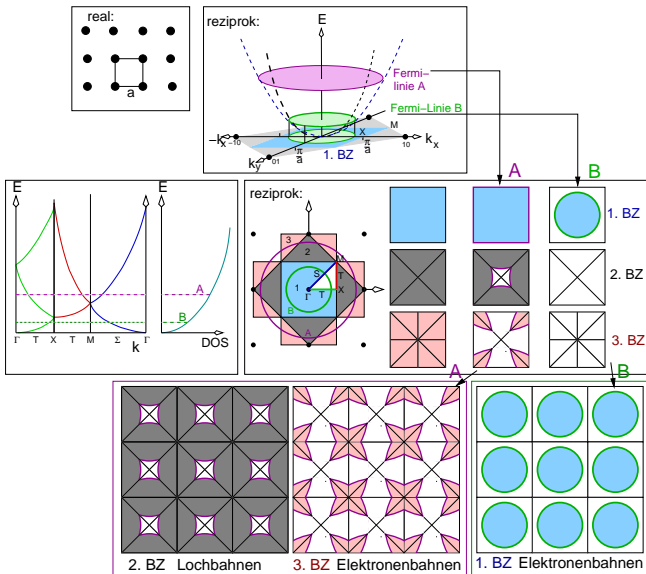 real:
a
reziprok:
E
Fermi–
linie A
Fermi–Linie B
–k x
–10
k y
01
π
a
π
a
X
M
10
k x
1. BZ
E
E
A
B
Γ T X T M Σ Γ
k
DOS
reziprok:
3
2
M
S
T
1
Γ
T
X
B
A
A
B
1. BZ
2. BZ
3. BZ
A
B
2. BZ Lochbahnen
3. BZ Elektronenbahnen
1. BZ Elektronenbahnen